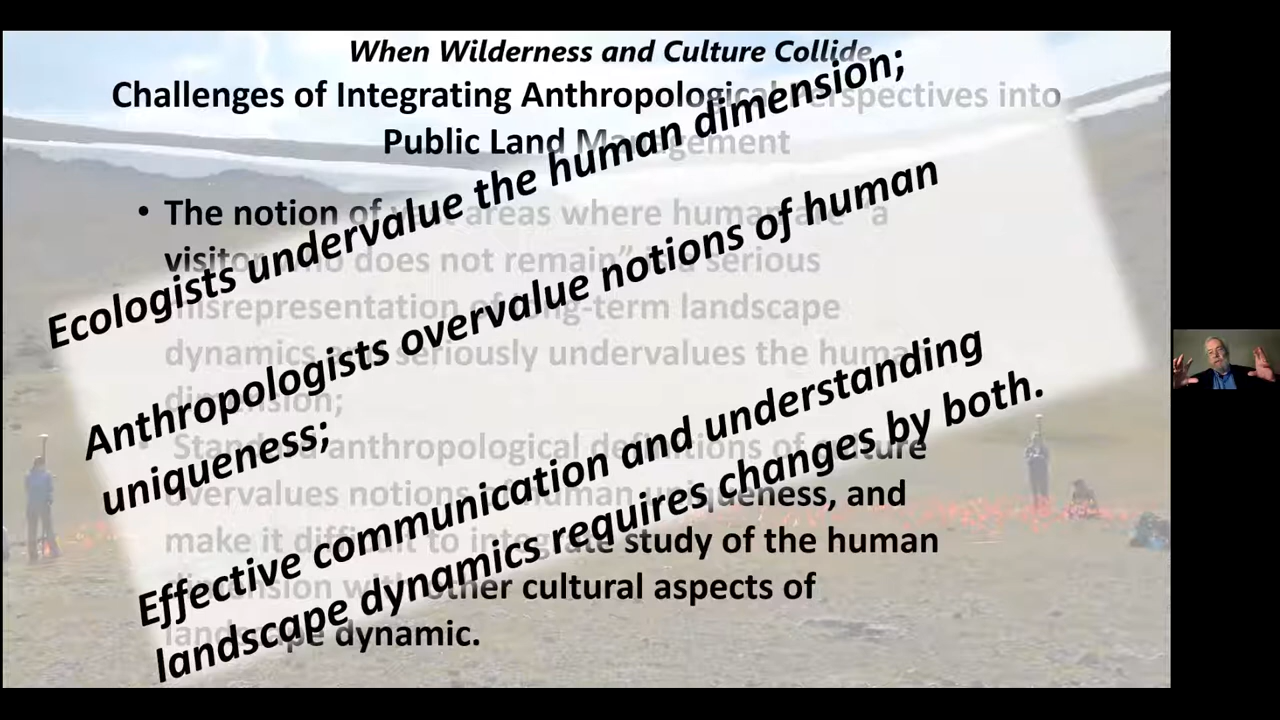 When Wilderness and Culture Collide
Challenges of Integrating Anthropological Perspectives into
Public Land Management
• The notion of areas where human "a
visitor who does not remain" is a serious
misrepresentation of long-term landscape
dynamics seriously undervalues the human
dimension;
• Standard anthropological definitions of culture
overvalues notions of human uniqueness, and
make it difficult to integrate study of the human
dimension with other cultural aspects of
landscape dynamic.
Ecologists undervalue the human dimension;
Anthropologists overvalue notions of human
uniqueness;
Effective communication and understanding
landscape dynamics requires changes by both.